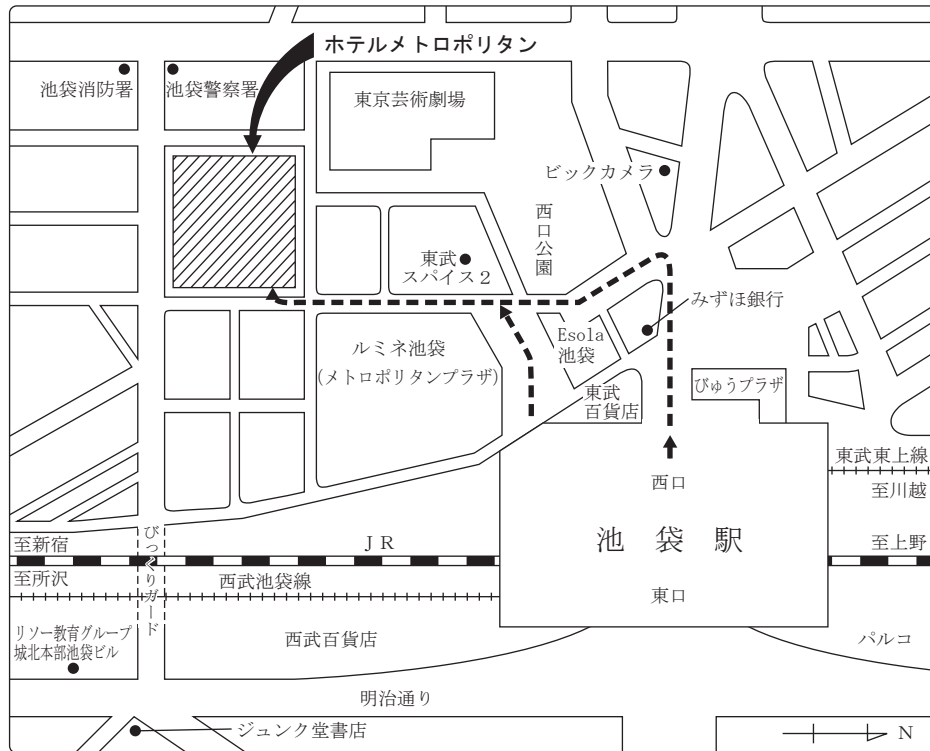 ホテルメトロポリタン
池袋消防署
池袋警察署
東京芸術劇場
ビックカメラ
西口公園
東武
スパイス2
みずほ銀行
Esola
池袋
ルミネ池袋
(メトロポリタンプラザ)
東武
百貨店
びゅうプラザ
東武東上線
至川越
西口
池袋駅
東口
至新宿
JR
至上野
至所沢
西武池袋線
びっくりガード
リソー教育グループ
城北本部池袋ビル
西武百貨店
パルコ
明治通り
ジュンク堂書店
N